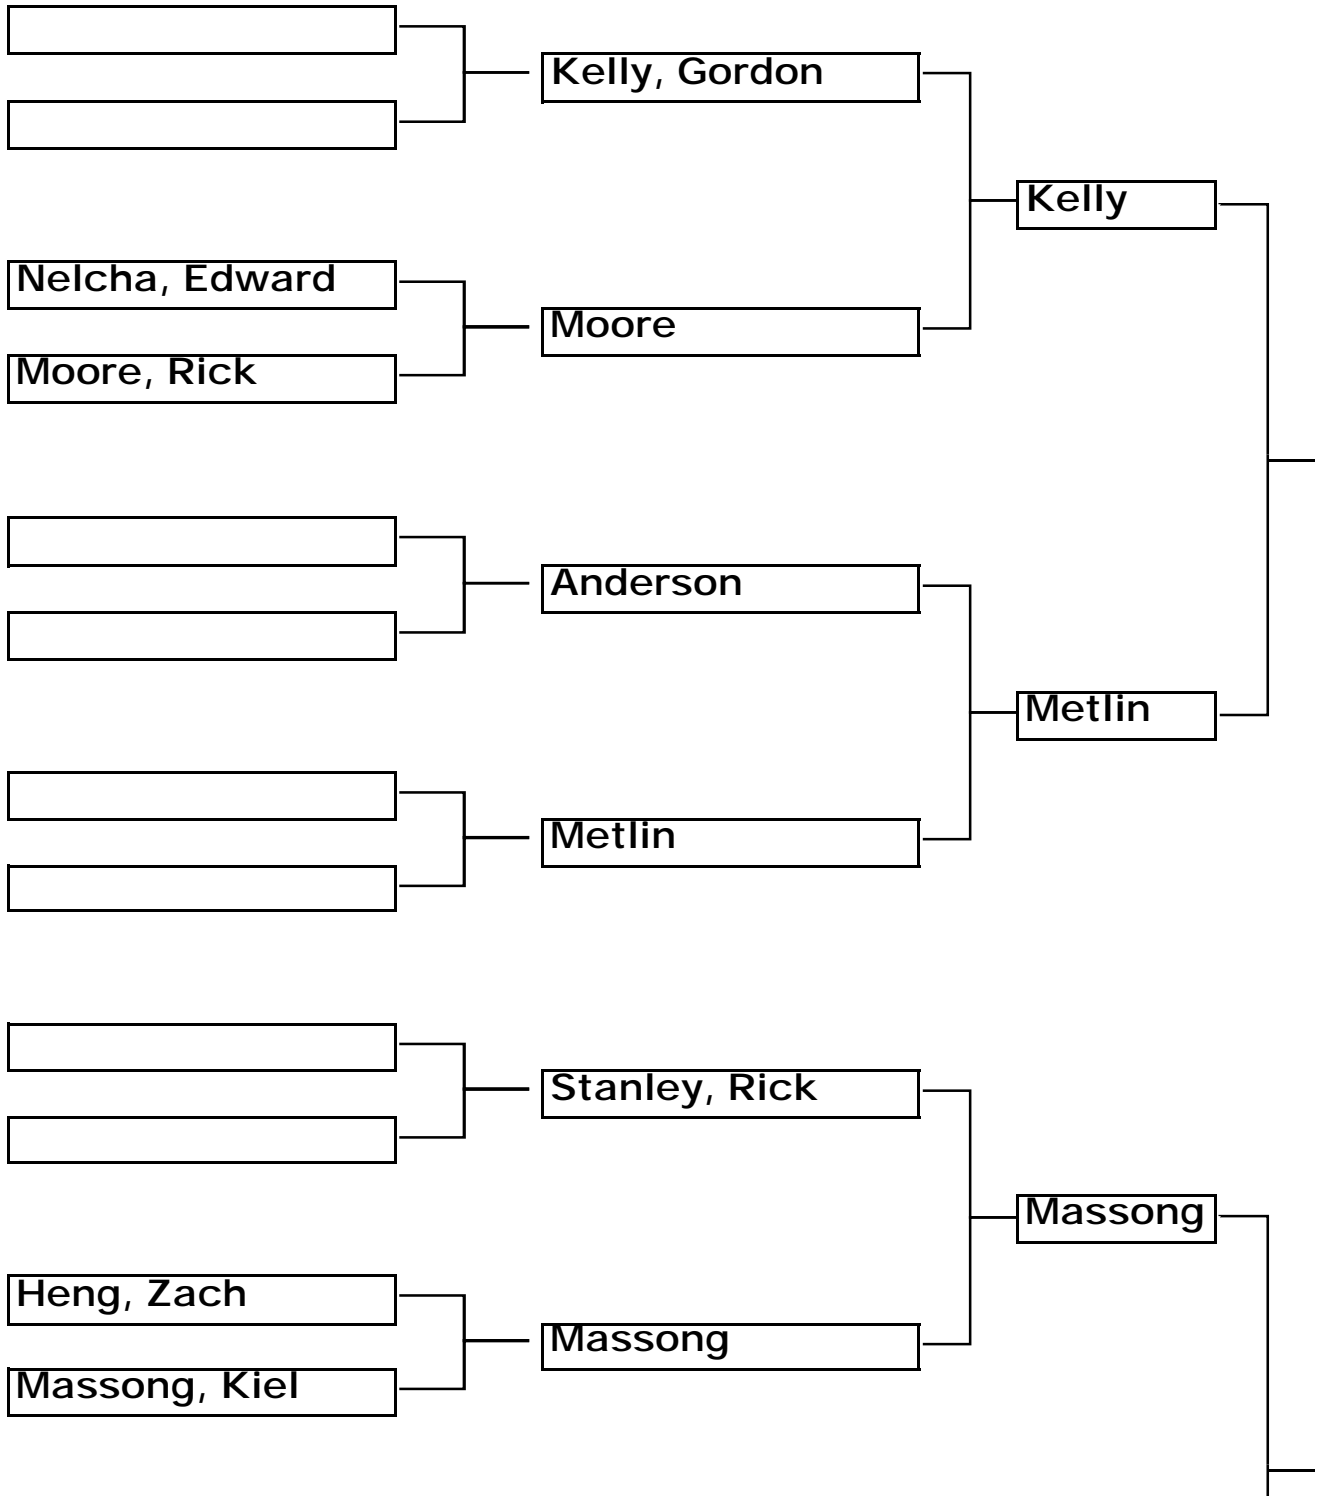 Kelly, Gordon
Kelly
Nelcha, Edward
Moore
Moore, Rick
Anderson
Metlin
Metlin
Stanley, Rick
Massong
Heng, Zach
Massong
Massong, Kiel